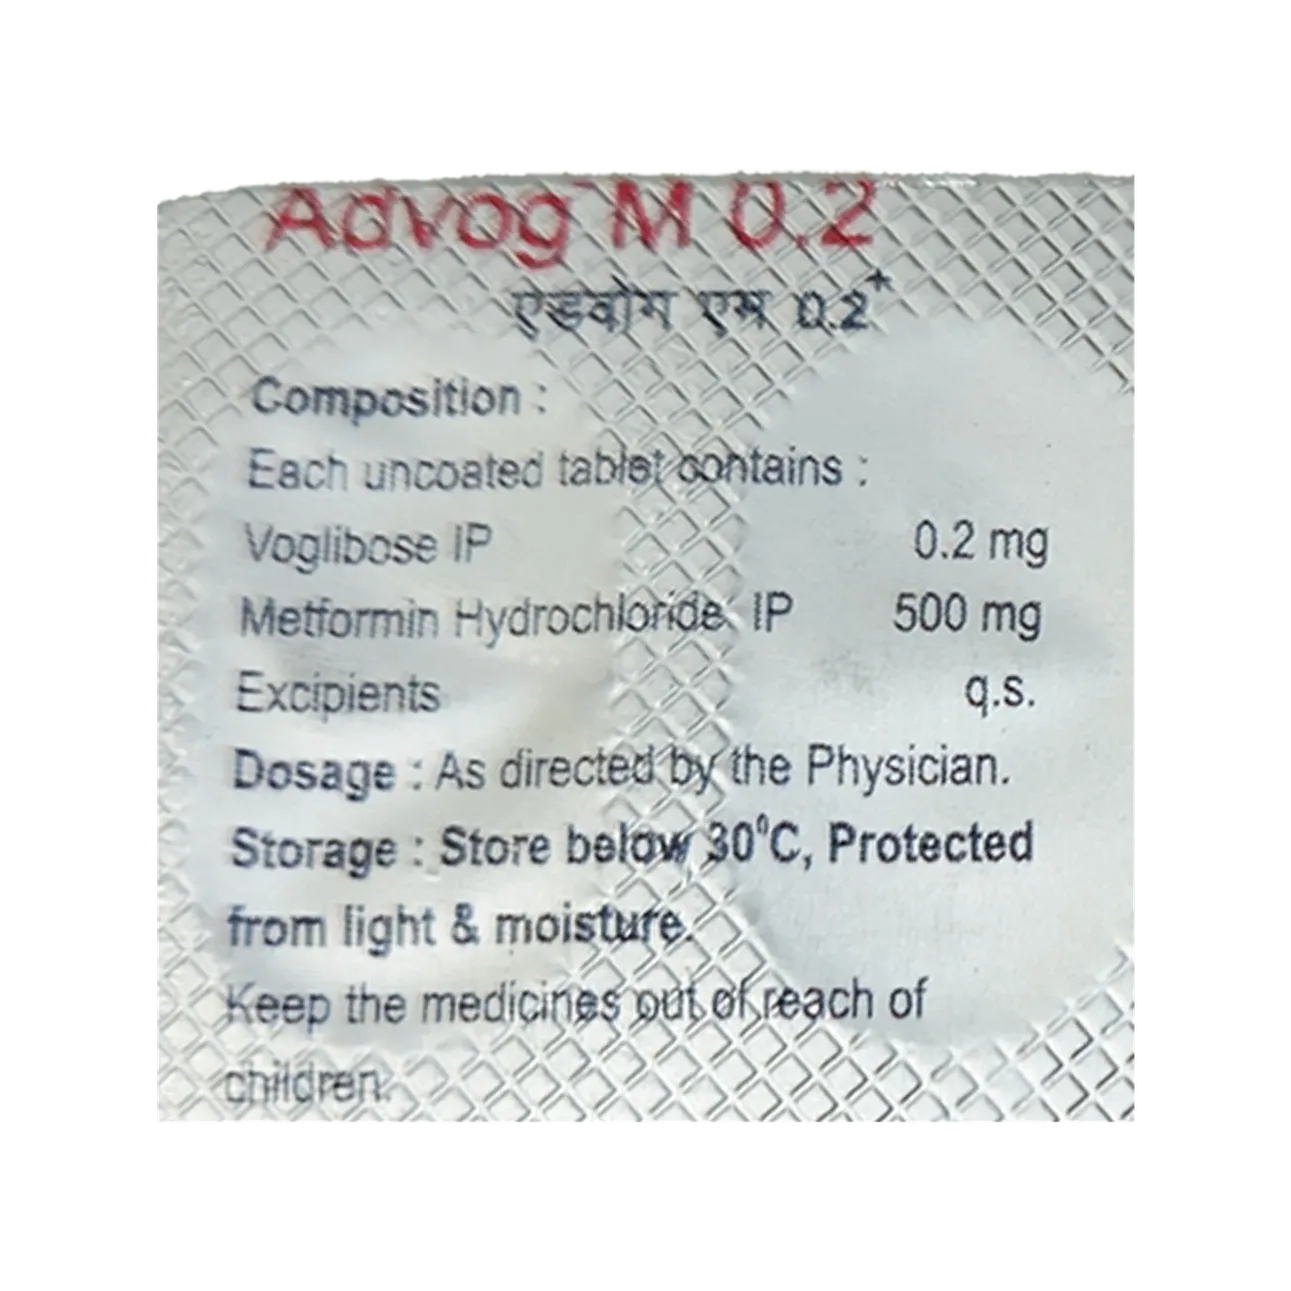 Advog™ M 0.2
एडवोग एम 0.2+
Composition :
Each uncoated tablet contains :
Voglibose IP 0.2 mg
Metformin Hydrochloride IP 500 mg
Excipients q.s.
Dosage : As directed by the Physician.
Storage : Store below 30⁰C, Protected
from light & moisture.
Keep the medicines out of reach of
children.